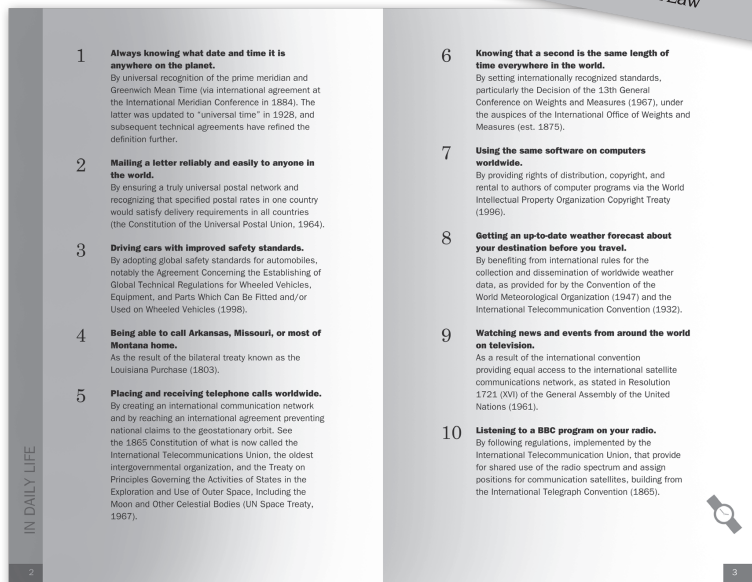 Law
1
Always knowing what date and time it is
anywhere on the planet.
By universal recognition of the prime meridian and
Greenwich Mean Time (via international agreement at
the International Meridian Conference in 1884). The
latter was updated to “universal time” in 1928, and
subsequent technical agreements have refined the
definition further.
2
Mailing a letter reliably and easily to anyone in
the world.
By ensuring a truly universal postal network and
recognizing that specified postal rates in one country
would satisfy delivery requirements in all countries
(the Constitution of the Universal Postal Union, 1964).
3
Driving cars with improved safety standards.
By adopting global safety standards for automobiles,
notably the Agreement Concerning the Establishing of
Global Technical Regulations for Wheeled Vehicles,
Equipment, and Parts Which Can Be Fitted and/or
Used on Wheeled Vehicles (1998).
4
Being able to call Arkansas, Missouri, or most of
Montana home.
As the result of the bilateral treaty known as the
Louisiana Purchase (1803).
5
Placing and receiving telephone calls worldwide.
By creating an international communication network
and by reaching an international agreement preventing
national claims to the geostationary orbit. See
the 1865 Constitution of what is now called the
International Telecommunications Union, the oldest
intergovernmental organization, and the Treaty on
Principles Governing the Activities of States in the
Exploration and Use of Outer Space, Including the
Moon and Other Celestial Bodies (UN Space Treaty,
1967).
IN DAILY LIFE
2
6
Knowing that a second is the same length of
time everywhere in the world.
By setting internationally recognized standards,
particularly the Decision of the 13th General
Conference on Weights and Measures (1967), under
the auspices of the International Office of Weights and
Measures (est. 1875).
7
Using the same software on computers
worldwide.
By providing rights of distribution, copyright, and
rental to authors of computer programs via the World
Intellectual Property Organization Copyright Treaty
(1996).
8
Getting an up-to-date weather forecast about
your destination before you travel.
By benefiting from international rules for the
collection and dissemination of worldwide weather
data, as provided for by the Convention of the
World Meteorological Organization (1947) and the
International Telecommunication Convention (1932).
9
Watching news and events from around the world
on television.
As a result of the international convention
providing equal access to the international satellite
communications network, as stated in Resolution
1721 (XVI) of the General Assembly of the United
Nations (1961).
10
Listening to a BBC program on your radio.
By following regulations, implemented by the
International Telecommunication Union, that provide
for shared use of the radio spectrum and assign
positions for communication satellites, building from
the International Telegraph Convention (1865).
3